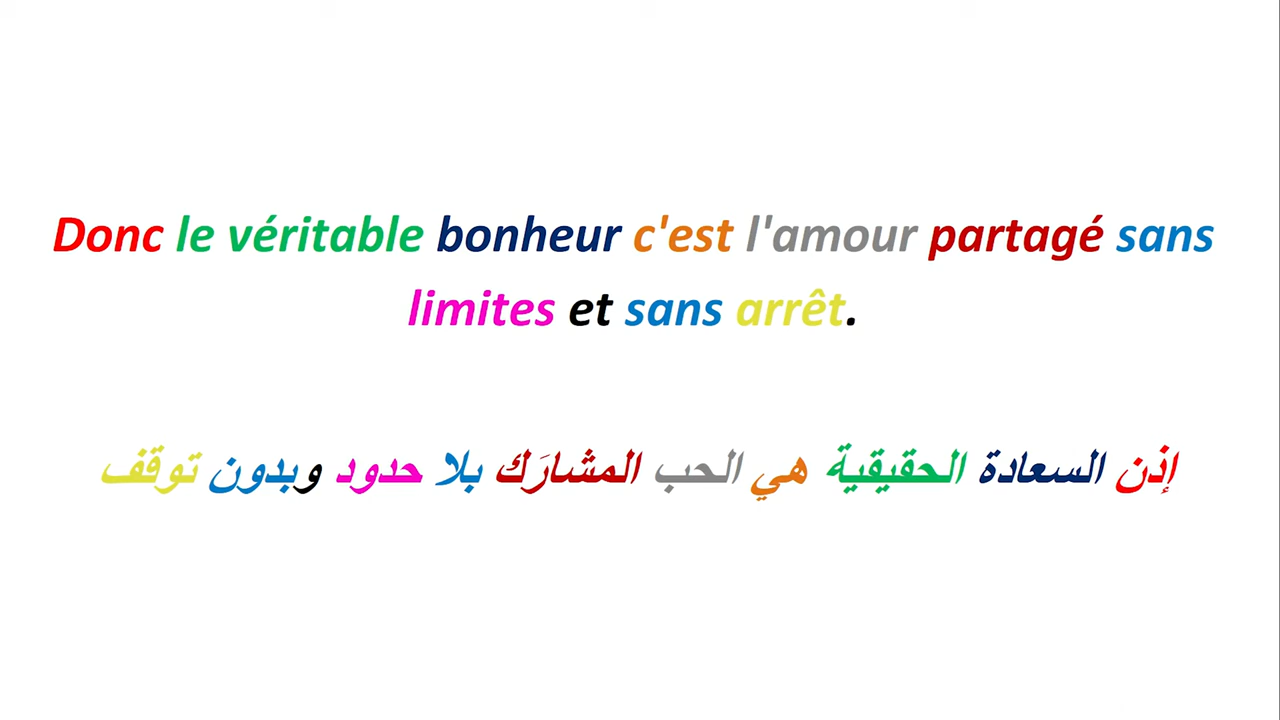 Donc le véritable bonheur c'est l'amour partagé sans
limites et sans arrêt.
إذن السعادة الحقيقية هي الحب المشارَك بلا حدود وبدون توقف